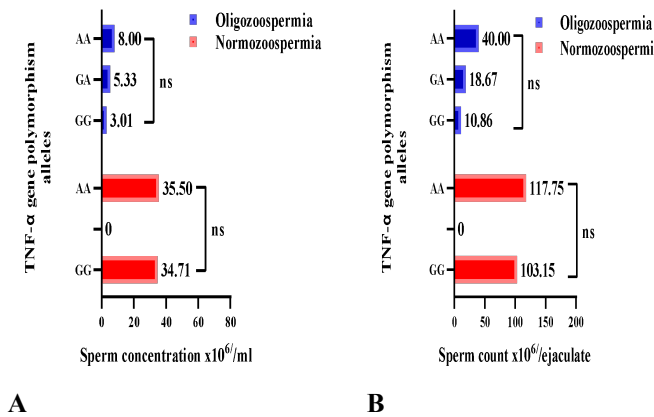 Oligozoospermia
Normozoospermia
TNF-α gene polymorphism
alleles
AA
GA
GG
AA
GG
8.00
5.33
3.01
ns
35.50
0
34.71
ns
0 20 40 60 80
Sperm concentration x10⁶/ml
A
Oligozoospermia
Normozoospermi
TNF-α gene polymorphism
alleles
AA
GA
GG
AA
GG
40.00
18.67
10.86
ns
117.75
0
103.15
ns
0 50 100 150 200
Sperm count x10⁶/ejaculate
B